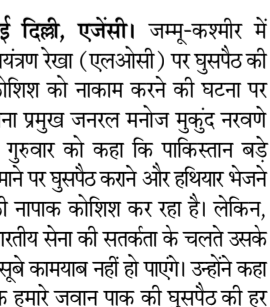 ई दिल्ली, एजेंसी। जम्मू-कश्मीर में
यंत्रण रेखा (एलओसी) पर घुसपैठ की
ोशिश को नाकाम करने की घटना पर
ना प्रमुख जनरल मनोज मुकुंद नरवणे
गुरुवार को कहा कि पाकिस्तान बड़े
माने पर घुसपैठ कराने और हथियार भेजने
ी नापाक कोशिश कर रहा है। लेकिन,
ारतीय सेना की सतर्कता के चलते उसके
सूबे कामयाब नहीं हो पाएंगे। उन्होंने कहा
क हमारे जवान पाक की घुसपैठ की हर